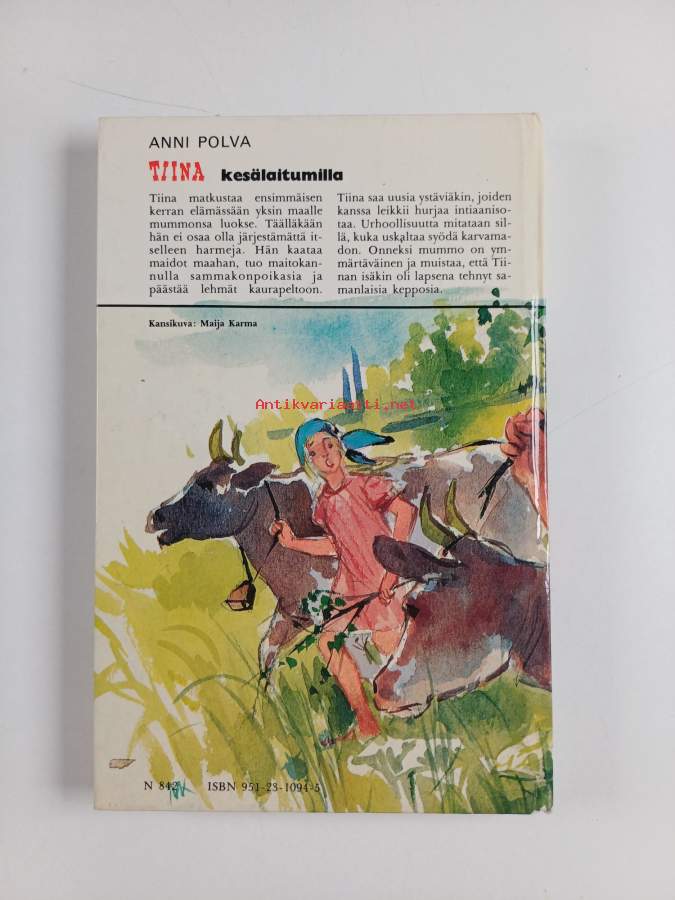 ANNI POLVA
TIINA kesälaitumilla
Tiina matkustaa ensimmäisen
kerran elämässään yksin maalle
mummonsa luokse. Täälläkään
hän ei osaa olla järjestämättä it-
selleen harmeja. Hän kaataa
maidot maahan, tuo maitokan-
nulla sammakonpoikasia ja
päästää lehmät kaurapeltoon.
Tiina saa uusia ystäviäkin, joiden
kanssa leikkii hurjaa intiaaniso-
taa. Urhoollisuutta mitataan sil-
lä, kuka uskaltaa syödä karvama-
don. Onneksi mummo on ym-
märtäväinen ja muistaa, että Tii-
nan isäkin oli lapsena tehnyt sa-
manlaisia kepposia.
Kansikuva: Maija Karma
Antikvariaatti.net
N 842 ISBN 951-23-1094-5